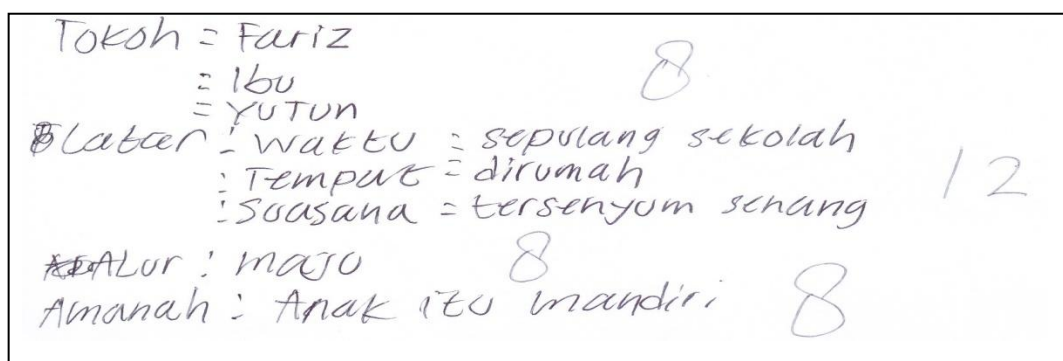 Tokoh = Fariz 8
= Ibu
= Yutun
Latar : waktu = sepulang sekolah
: Tempat = dirumah 12
: Suasana = tersenyum senang
Alur : maju 8
Amanah : Anak itu mandiri 8